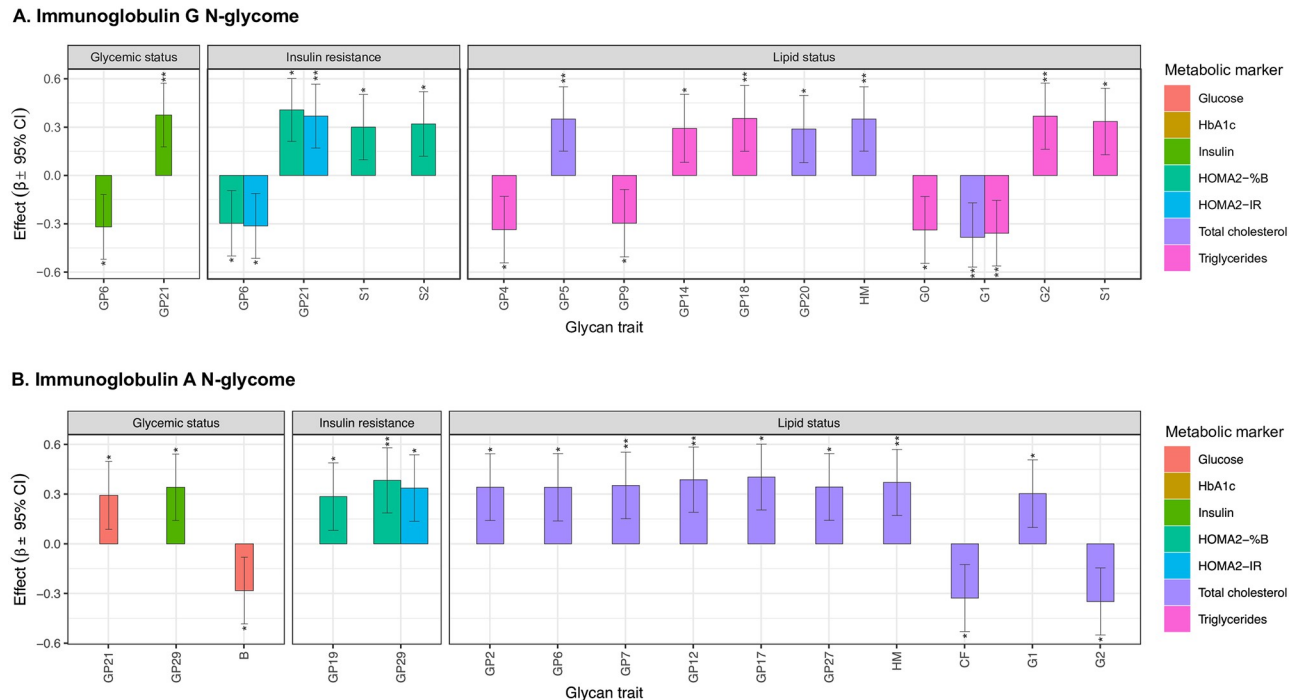 A. Immunoglobulin G N-glycome
Glycemic status Insulin resistance Lipid status
Effect (β ± 95% CI)
0.6
0.3
0.0
−0.3
−0.6
* ** * * * ** * * * ** * * ** * ** * * ** ** ** *
GP6 GP21 GP6 GP21 S1 S2 GP4 GP5 GP9 GP14 GP18 GP20 HM G0 G1 G2 S1
Glycan trait
Metabolic marker
Glucose
HbA1c
Insulin
HOMA2−%B
HOMA2−IR
Total cholesterol
Triglycerides
B. Immunoglobulin A N-glycome
Glycemic status Insulin resistance Lipid status
Effect (β ± 95% CI)
0.6
0.3
0.0
−0.3
−0.6
* * * * ** * * * ** ** * * ** * * *
GP21 GP29 B GP19 GP29 GP2 GP6 GP7 GP12 GP17 GP27 HM CF G1 G2
Glycan trait
Metabolic marker
Glucose
HbA1c
Insulin
HOMA2−%B
HOMA2−IR
Total cholesterol
Triglycerides